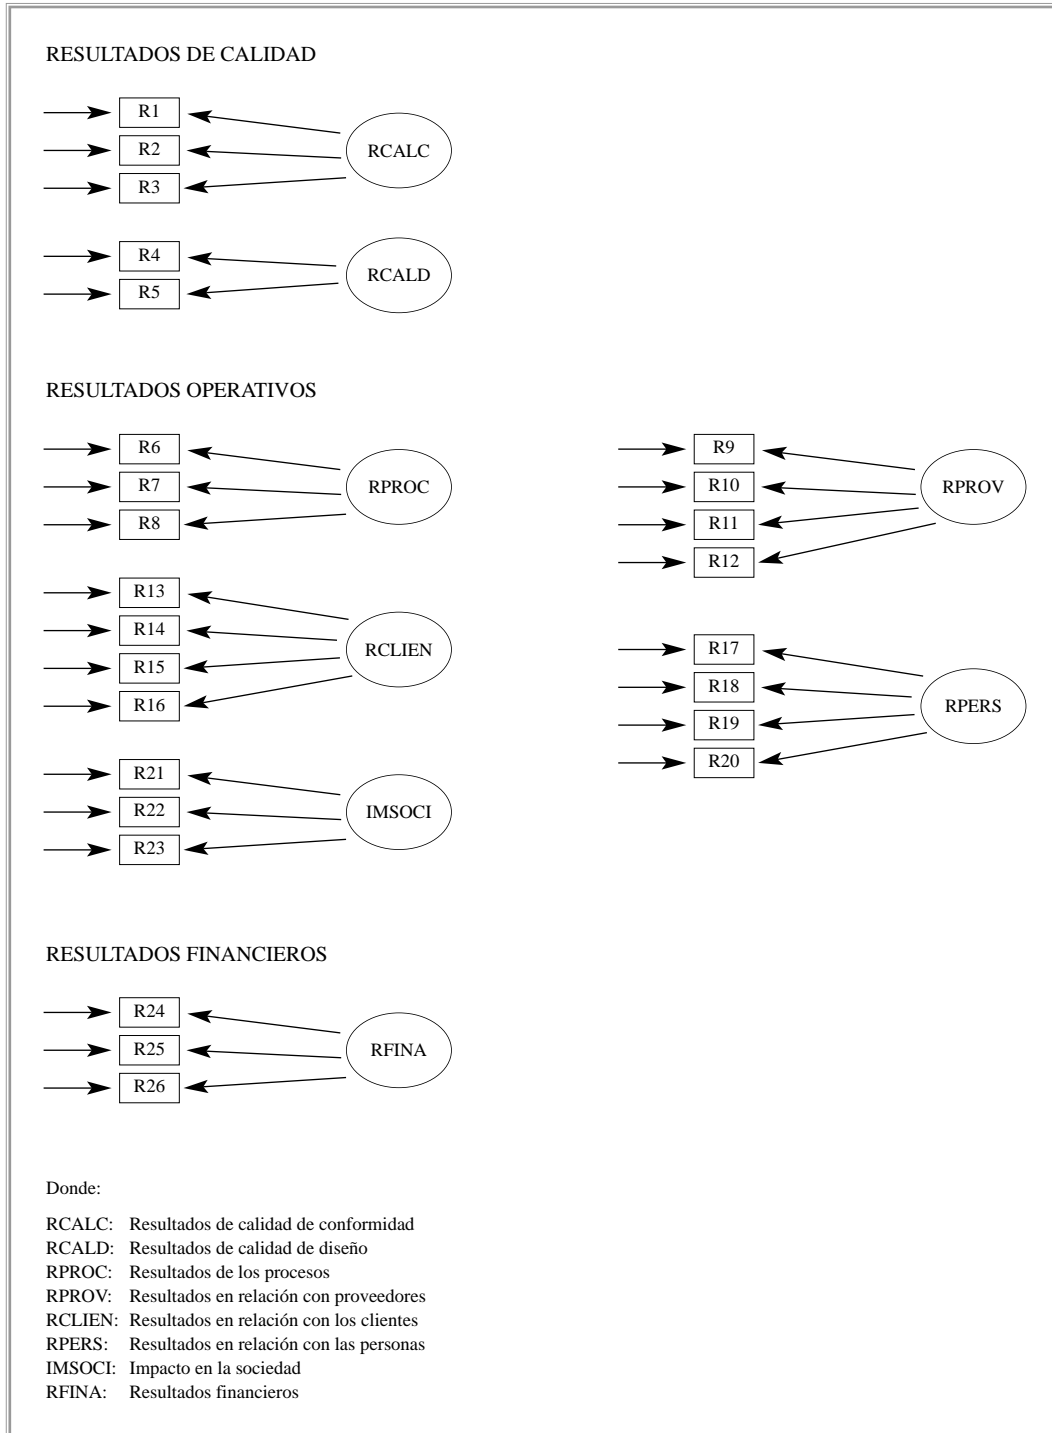 RESULTADOS DE CALIDAD
R1
R2
R3
RCALC
R4
R5
RCALD
RESULTADOS OPERATIVOS
R6
R7
R8
RPROC
R9
R10
R11
R12
RPROV
R13
R14
R15
R16
RCLIEN
R17
R18
R19
R20
RPERS
R21
R22
R23
IMSOCI
RESULTADOS FINANCIEROS
R24
R25
R26
RFINA
Donde:
RCALC: Resultados de calidad de conformidad
RCALD: Resultados de calidad de diseño
RPROC: Resultados de los procesos
RPROV: Resultados en relación con proveedores
RCLIEN: Resultados en relación con los clientes
RPERS: Resultados en relación con las personas
IMSOCI: Impacto en la sociedad
RFINA: Resultados financieros